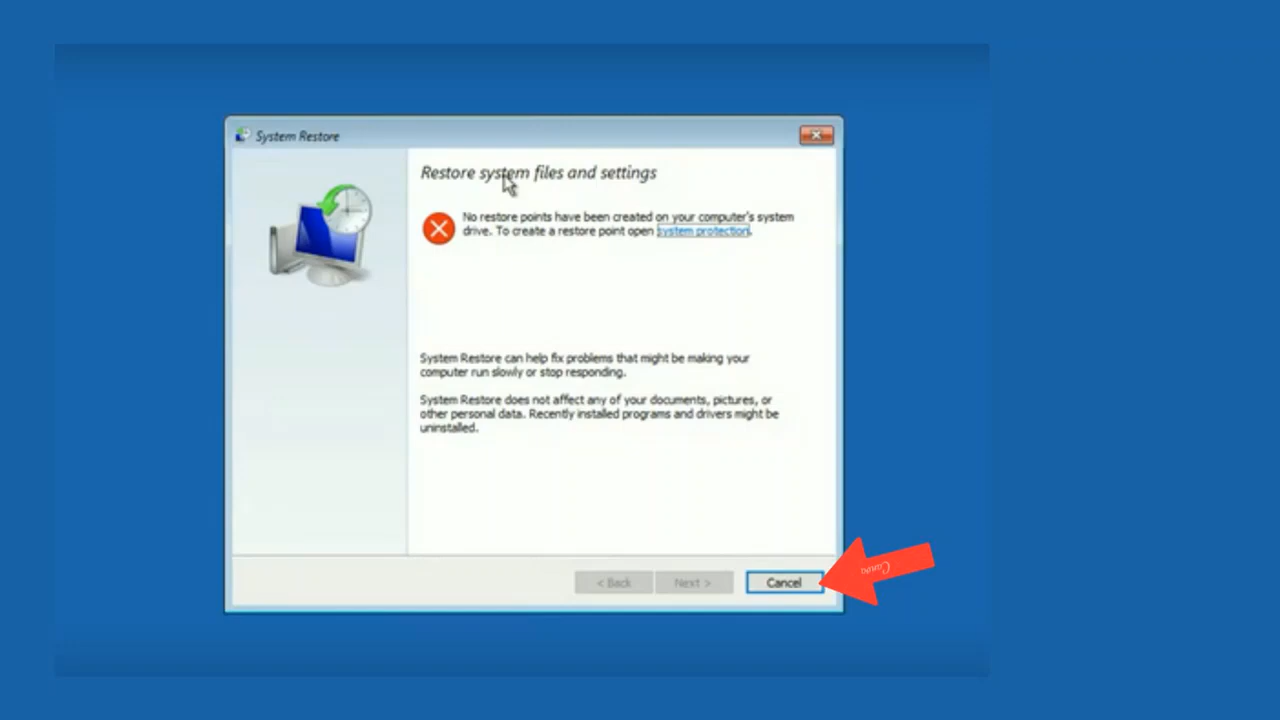 System Restore
Restore system files and settings
No restore points have been created on your computer's system
drive. To create a restore point open system protection.
System Restore can help fix problems that might be making your
computer run slowly or stop responding.
System Restore does not affect any of your documents, pictures, or
other personal data. Recently installed programs and drivers might be
uninstalled.
< Back
Next >
Cancel
Canva